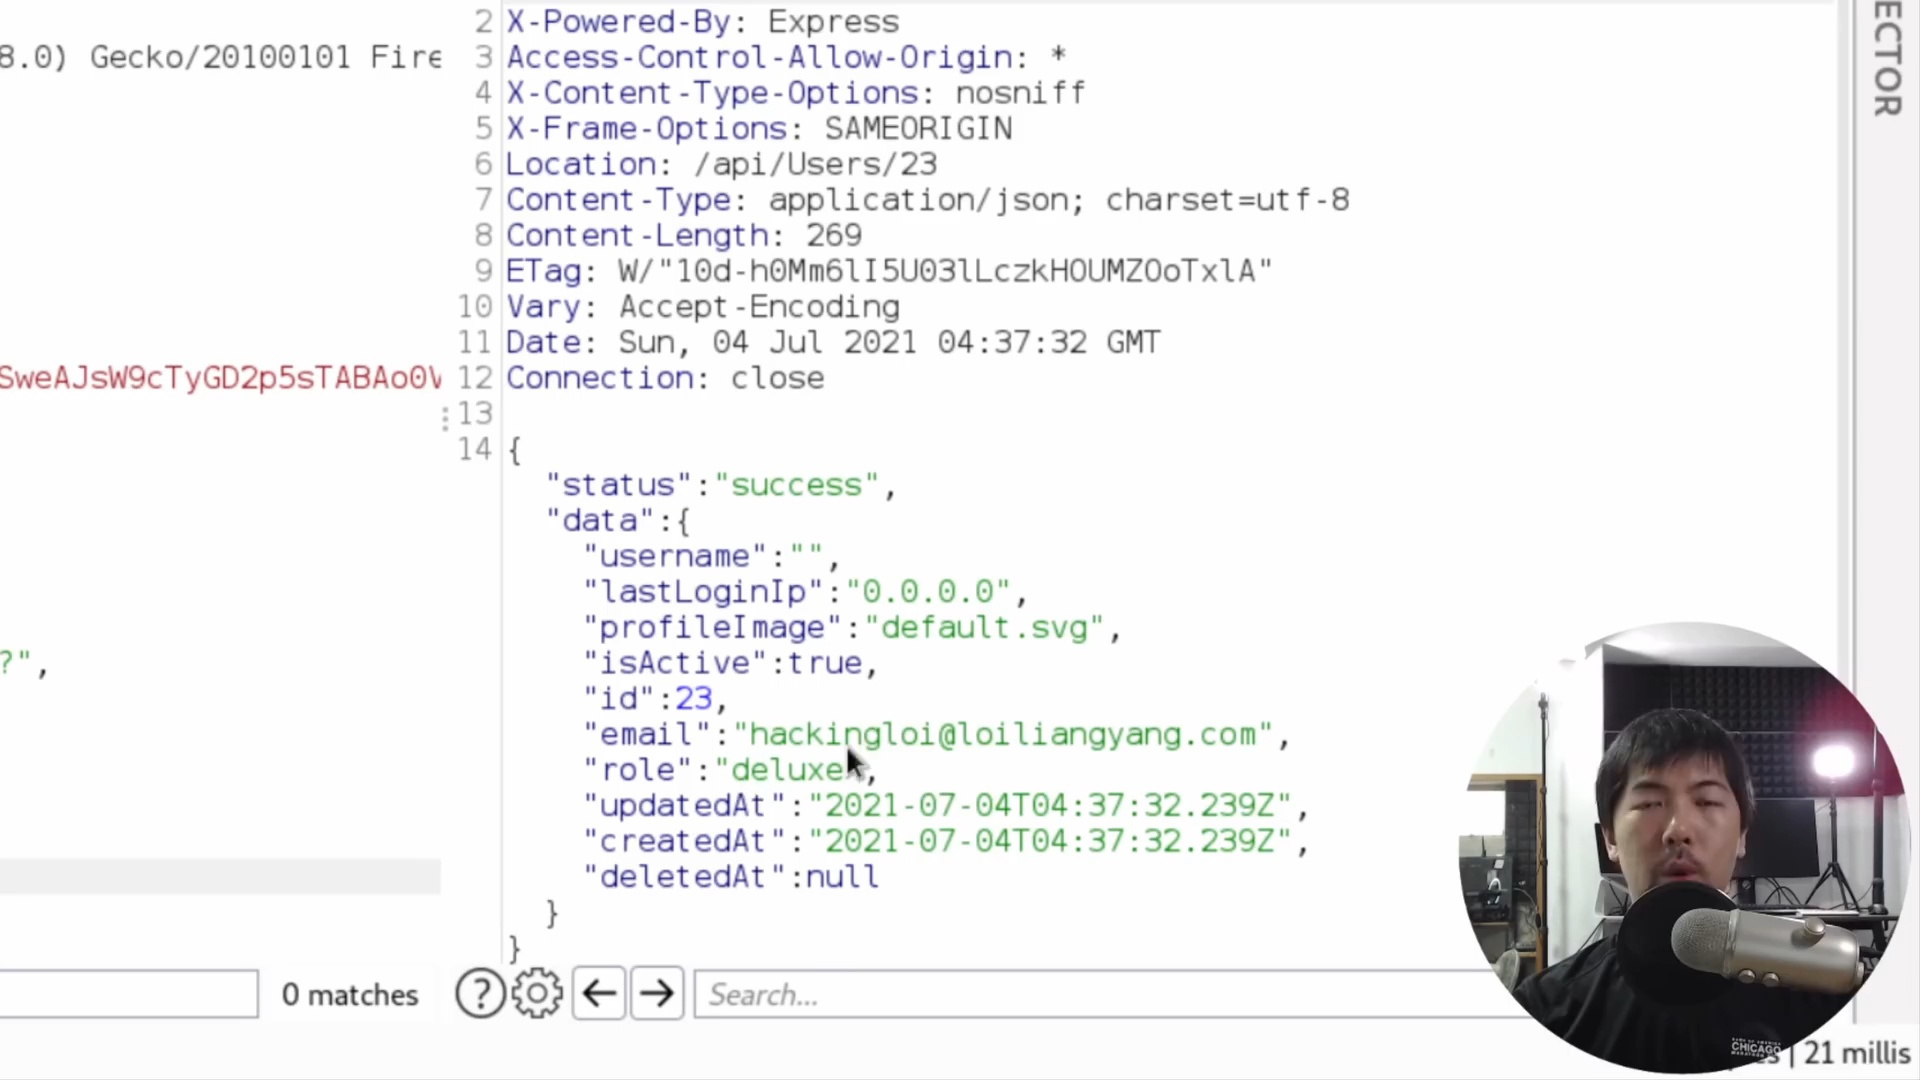 8.0) Gecko/20100101 Fire
SweAJsW9cTyGD2p5sTABAo0V
?",
2 X-Powered-By: Express
3 Access-Control-Allow-Origin: *
4 X-Content-Type-Options: nosniff
5 X-Frame-Options: SAMEORIGIN
6 Location: /api/Users/23
7 Content-Type: application/json; charset=utf-8
8 Content-Length: 269
9 ETag: W/"10d-h0Mm6lI5U03lLczkHOUMZOoTxlA"
10 Vary: Accept-Encoding
11 Date: Sun, 04 Jul 2021 04:37:32 GMT
12 Connection: close
13
14 {
"status":"success",
"data":{
"username":"",
"lastLoginIp":"0.0.0.0",
"profileImage":"default.svg",
"isActive":true,
"id":23,
"email":"hackingloi@loiliangyang.com",
"role":"deluxe",
"updatedAt":"2021-07-04T04:37:32.239Z",
"createdAt":"2021-07-04T04:37:32.239Z",
"deletedAt":null
}
}
0 matches
?
Search...
ECTOR
CHICAGO
| 21 millis